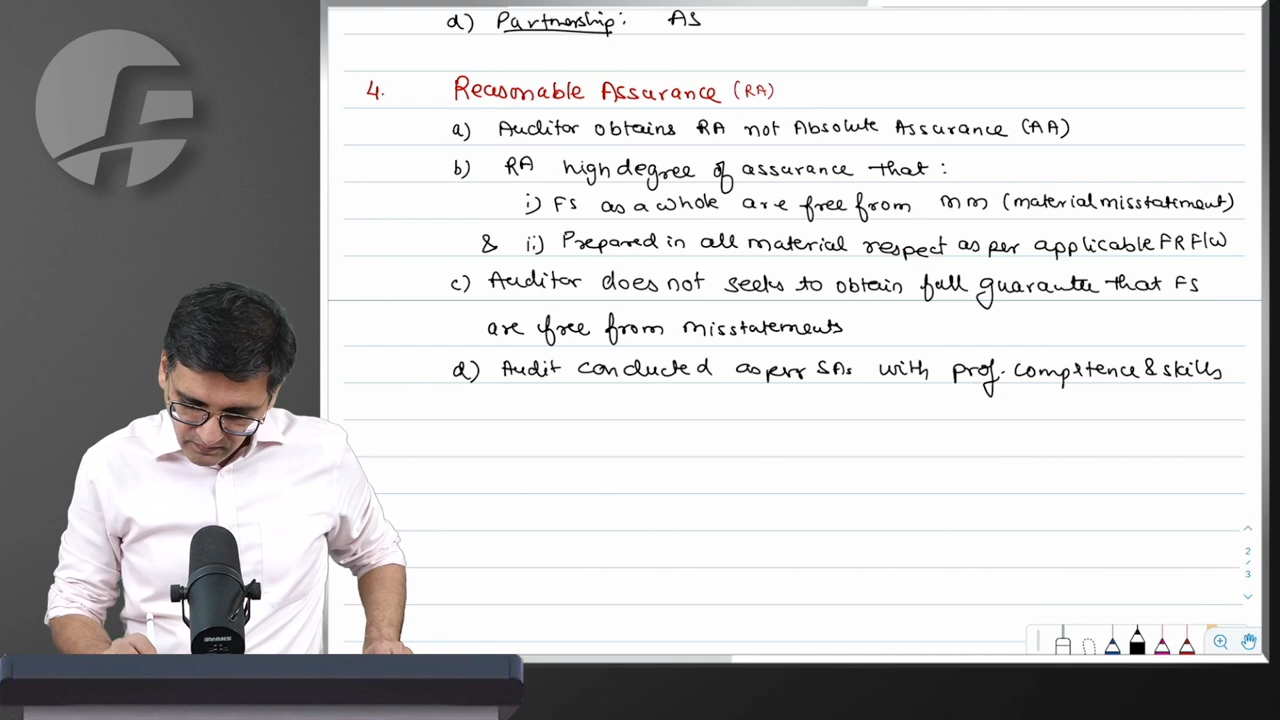 d) Partnership: AS
4. Reasonable Assurance (RA)
a) Auditor obtains RA not Absolute Assurance (AA)
b) RA high degree of assurance that :
i) FS as a whole are free from mm (material misstatement)
& ii) Prepared in all material respect as per applicable FRF/w
c) Auditor does not seeks to obtain full guarantee that FS
are free from misstatements
d) Audit conducted as per SAs with prof. competence & skills
2
/
3
SHURE